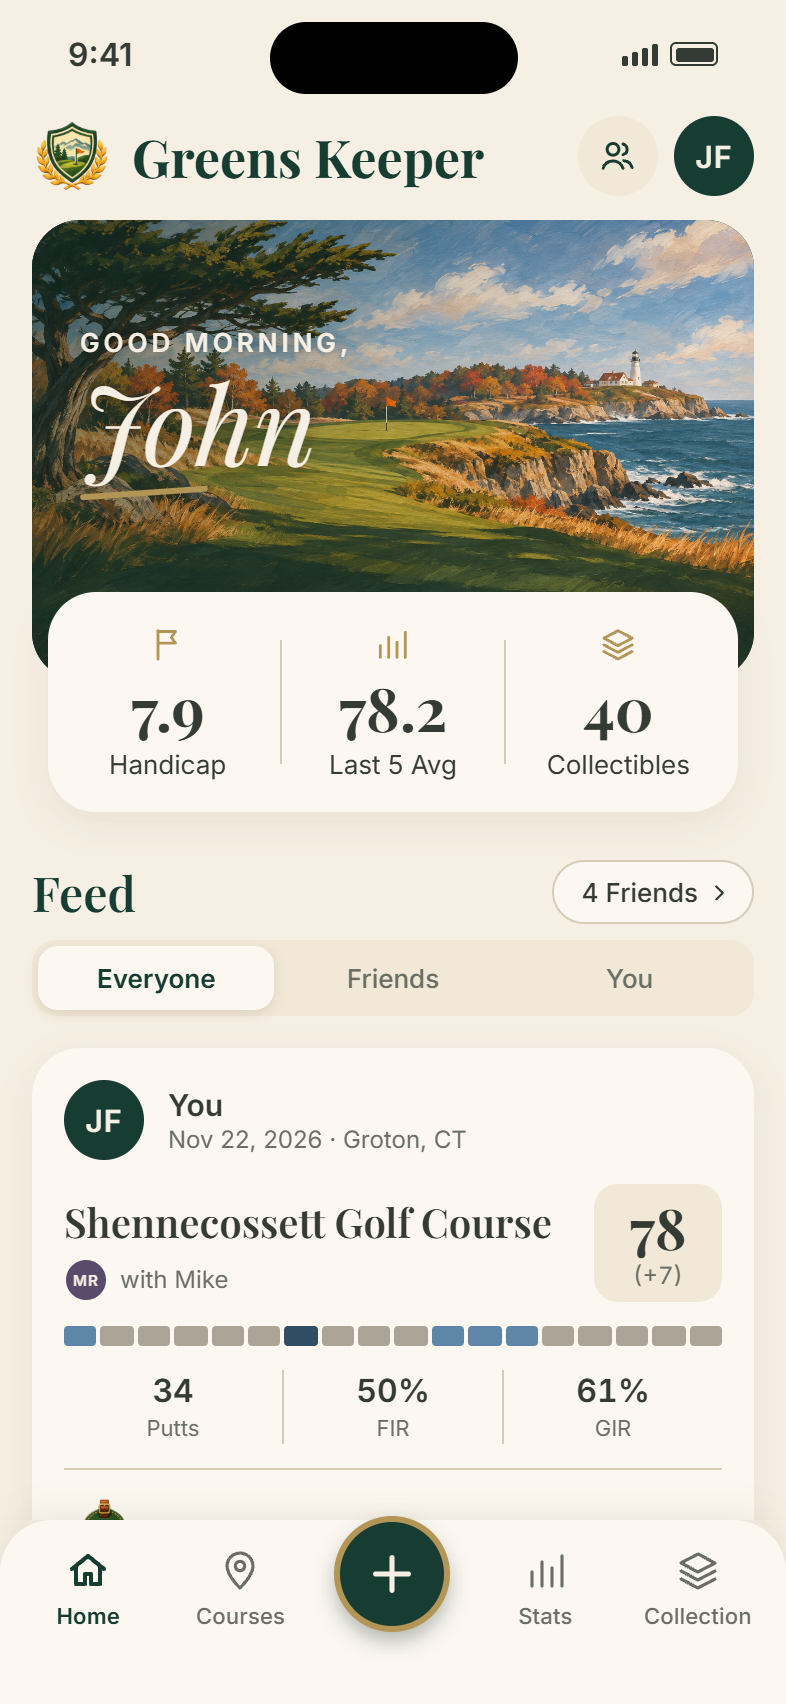 9:41
Greens Keeper
JF
GOOD MORNING,
John
7.9
Handicap
78.2
Last 5 Avg
40
Collectibles
Feed
4 Friends
Everyone
Friends
You
JF
You
Nov 22, 2026 · Groton, CT
Shennecossett Golf Course
78
(+7)
MR
with Mike
34
Putts
50%
FIR
61%
GIR
Home
Courses
Stats
Collection